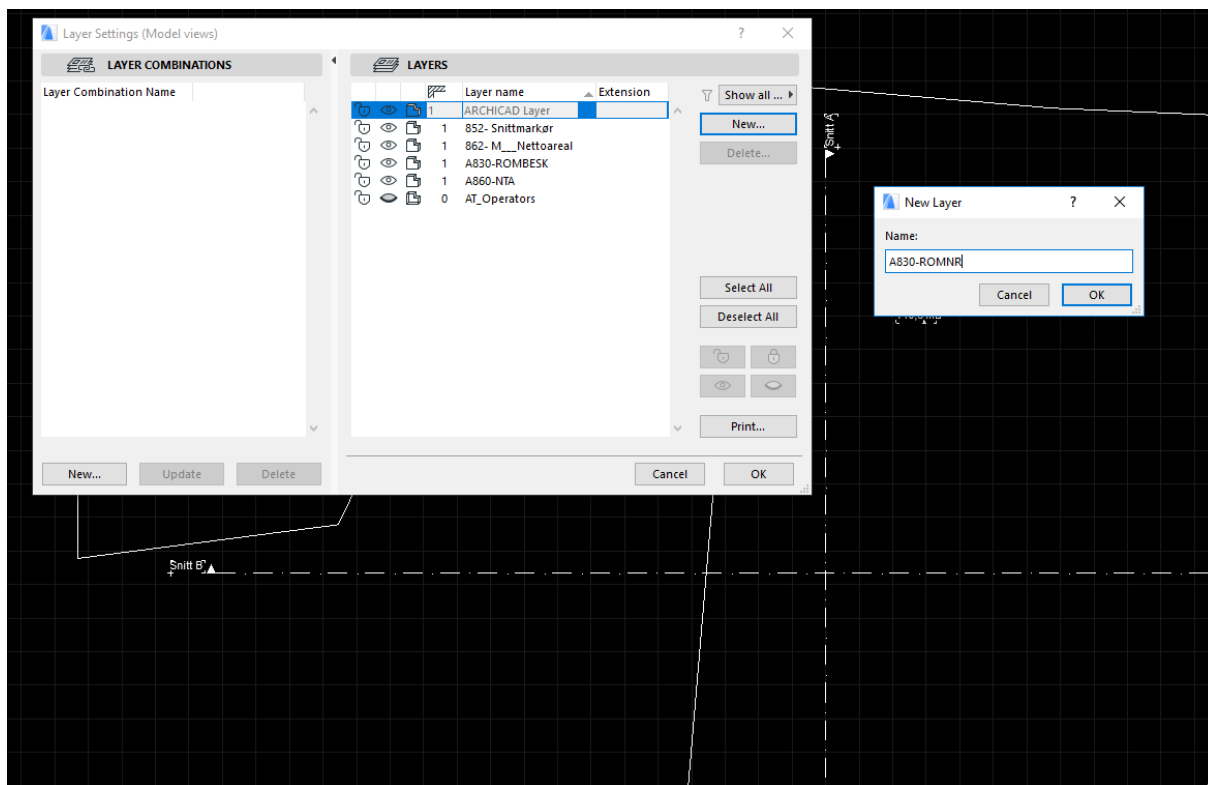 Layer Settings (Model views)
?
LAYER COMBINATIONS
LAYERS
Layer Combination Name
Layer name
Extension
Show all ...
1 ARCHICAD Layer
1 852- Snittmarkør
1 862- M___Nettoareal
1 A830-ROMBESK
1 A860-NTA
0 AT_Operators
New...
Delete...
Select All
Deselect All
Print...
New...
Update
Delete
Cancel
OK
Snitt A
New Layer
?
Name:
A830-ROMNR
Cancel
OK
Snitt B